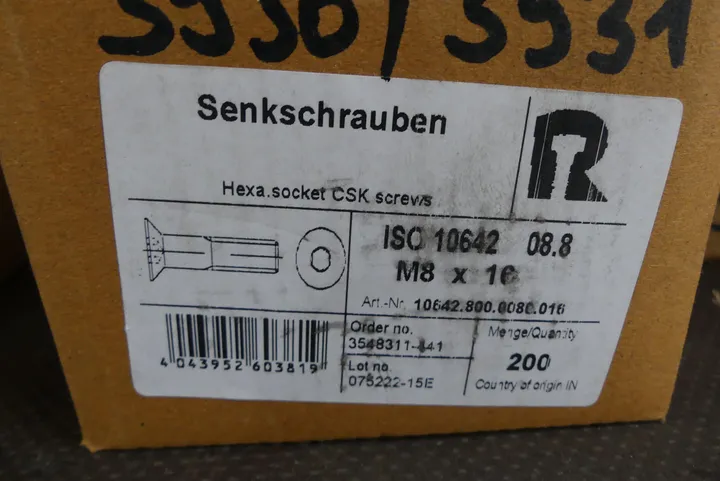 5930/3931
Senkschrauben
R
Hexa.socket CSK screws
ISO 10642 08.8
M8 x 16
Art.-Nr. 10642.800.0080.016
Order no.
3548311-441
Menge/Quantity
200
Lot no.
075222-15E
Country of origin IN
4 043952 603819